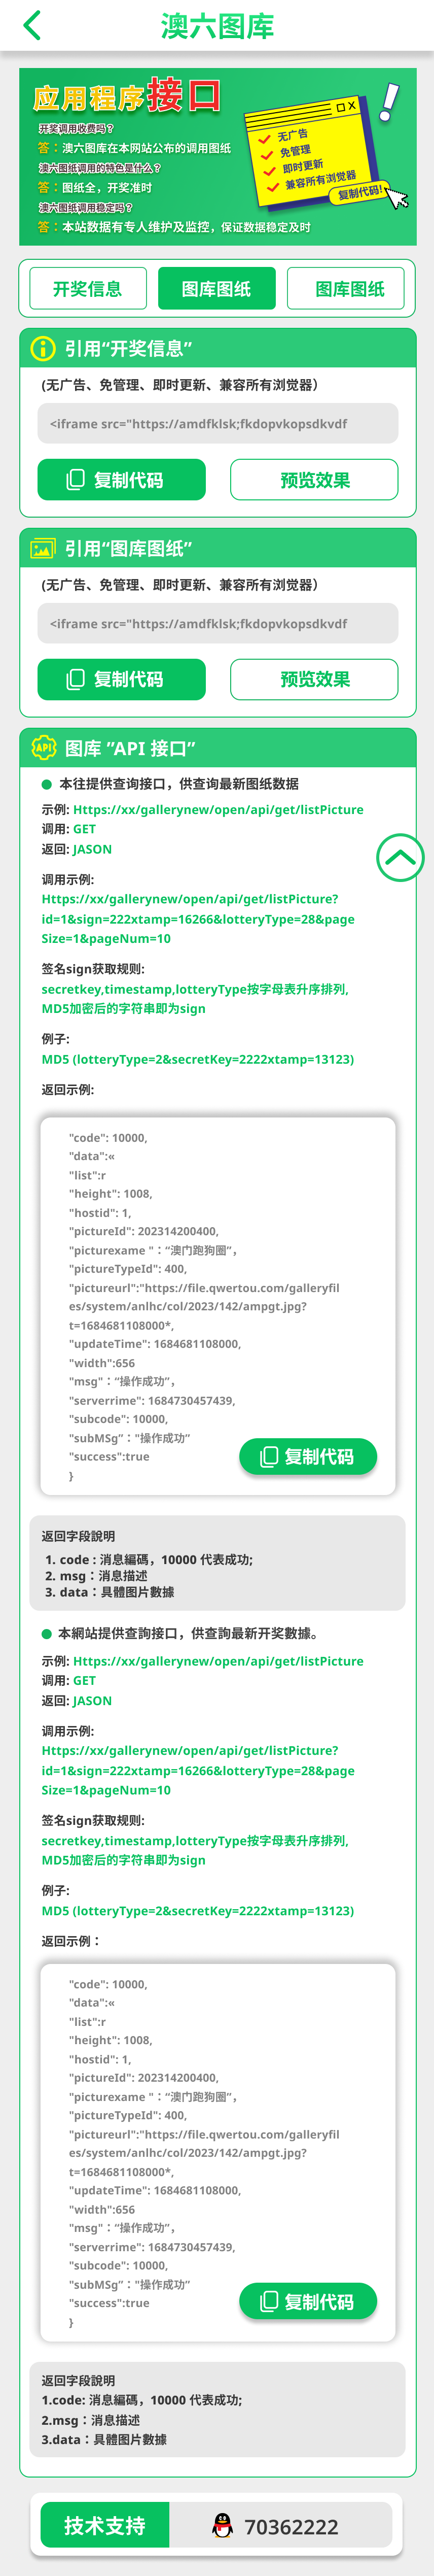 澳六图库
应用程序接口
开奖调用收费吗？
答：澳六图库在本网站公布的调用图纸
澳六图纸调用的特色是什么？
答：图纸全，开奖准时
澳六图纸调用稳定吗？
答：本站数据有专人维护及监控，保证数据稳定及时
无广告
免管理
即时更新
兼容所有浏览器
复制代码!
开奖信息
图库图纸
图库图纸
引用“开奖信息”
(无广告、免管理、即时更新、兼容所有浏览器）
<iframe src="https://amdfklsk;fkdopvkopsdkvdf
复制代码
预览效果
引用“图库图纸”
(无广告、免管理、即时更新、兼容所有浏览器）
<iframe src="https://amdfklsk;fkdopvkopsdkvdf
复制代码
预览效果
API
图库 ”API 接口”
本往提供查询接口，供查询最新图纸数据
示例: Https://xx/gallerynew/open/api/get/listPicture
调用: GET
返回: JASON
调用示例:
Https://xx/gallerynew/open/api/get/listPicture?
id=1&sign=222xtamp=16266&lotteryType=28&page
Size=1&pageNum=10
签名sign获取规则:
secretkey,timestamp,lotteryType按字母表升序排列,
MD5加密后的字符串即为sign
例子:
MD5 (lotteryType=2&secretKey=2222xtamp=13123)
返回示例:
"code": 10000,
"data":«
"list":r
"height": 1008,
"hostid": 1,
"pictureId": 202314200400,
"picturexame "：“澳门跑狗圈”，
"pictureTypeId": 400,
"pictureurl":"https://file.qwertou.com/galleryfil
es/system/anlhc/col/2023/142/ampgt.jpg?
t=1684681108000*,
"updateTime": 1684681108000,
"width":656
"msg"：“操作成功”，
"serverrime": 1684730457439,
"subcode": 10000,
"subMSg”："操作成功”
"success":true
}
复制代码
返回字段說明
1. code : 消息編碼，10000 代表成功;
2. msg：消息描述
3. data：具體图片數據
本網站提供查詢接口，供查詢最新开奖數據。
示例: Https://xx/gallerynew/open/api/get/listPicture
调用: GET
返回: JASON
调用示例:
Https://xx/gallerynew/open/api/get/listPicture?
id=1&sign=222xtamp=16266&lotteryType=28&page
Size=1&pageNum=10
签名sign获取规则:
secretkey,timestamp,lotteryType按字母表升序排列,
MD5加密后的字符串即为sign
例子:
MD5 (lotteryType=2&secretKey=2222xtamp=13123)
返回示例：
"code": 10000,
"data":«
"list":r
"height": 1008,
"hostid": 1,
"pictureId": 202314200400,
"picturexame "：“澳门跑狗圈”，
"pictureTypeId": 400,
"pictureurl":"https://file.qwertou.com/galleryfil
es/system/anlhc/col/2023/142/ampgt.jpg?
t=1684681108000*,
"updateTime": 1684681108000,
"width":656
"msg"：“操作成功”，
"serverrime": 1684730457439,
"subcode": 10000,
"subMSg”："操作成功”
"success":true
}
复制代码
返回字段說明
1.code: 消息編碼，10000 代表成功;
2.msg：消息描述
3.data：具體图片數據
技术支持
70362222